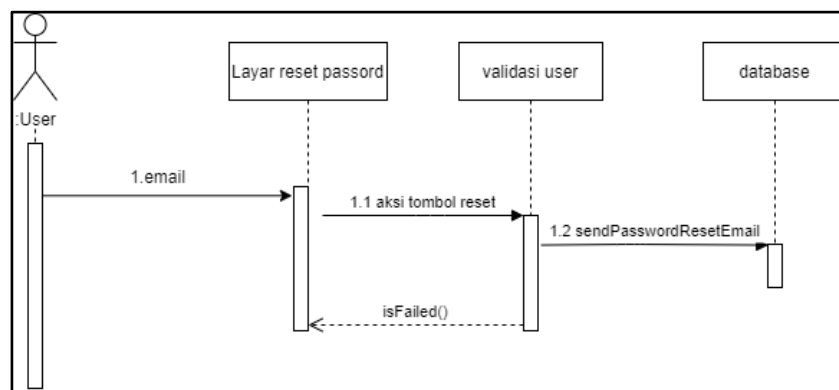 Layar reset passord
validasi user
database
:User
1.email
1.1 aksi tombol reset
1.2 sendPasswordResetEmail
isFailed()